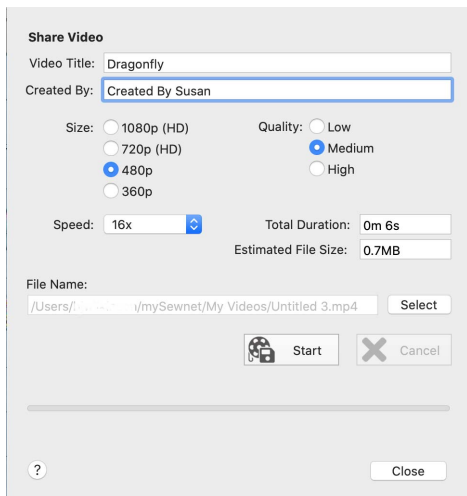 Share Video
Video Title: Dragonfly
Created By: Created By Susan
Size: 1080p (HD) Quality: Low
720p (HD) Medium
480p High
360p
Speed: 16x Total Duration: 0m 6s
Estimated File Size: 0.7MB
File Name:
/Users/ /mySewnet/My Videos/Untitled 3.mp4 Select
Start Cancel
? Close